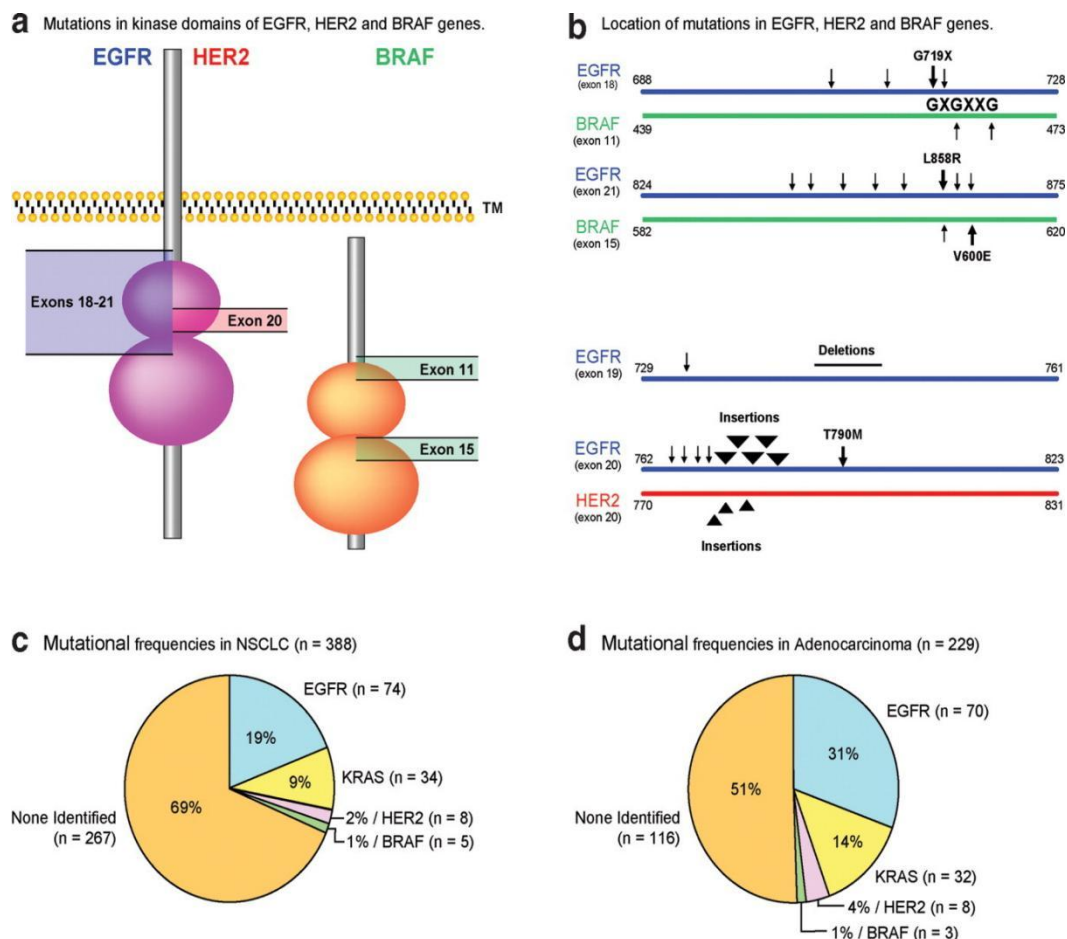 a Mutations in kinase domains of EGFR, HER2 and BRAF genes.
EGFR HER2 BRAF
TM
Exons 18-21
Exon 20
Exon 11
Exon 15
b Location of mutations in EGFR, HER2 and BRAF genes.
G719X
EGFR
(exon 18)
688 728
GXGXXG
BRAF
(exon 11)
439 473
L858R
EGFR
(exon 21)
824 875
BRAF
(exon 15)
582 620
V600E
EGFR
(exon 19)
729 761
Deletions
Insertions
T790M
EGFR
(exon 20)
762 823
HER2
(exon 20)
770 831
Insertions
c Mutational frequencies in NSCLC (n = 388)
EGFR (n = 74)
19%
KRAS (n = 34)
9%
2% / HER2 (n = 8)
1% / BRAF (n = 5)
69%
None Identified
(n = 267)
d Mutational frequencies in Adenocarcinoma (n = 229)
EGFR (n = 70)
31%
51%
None Identified
(n = 116)
14%
KRAS (n = 32)
4% / HER2 (n = 8)
1% / BRAF (n = 3)